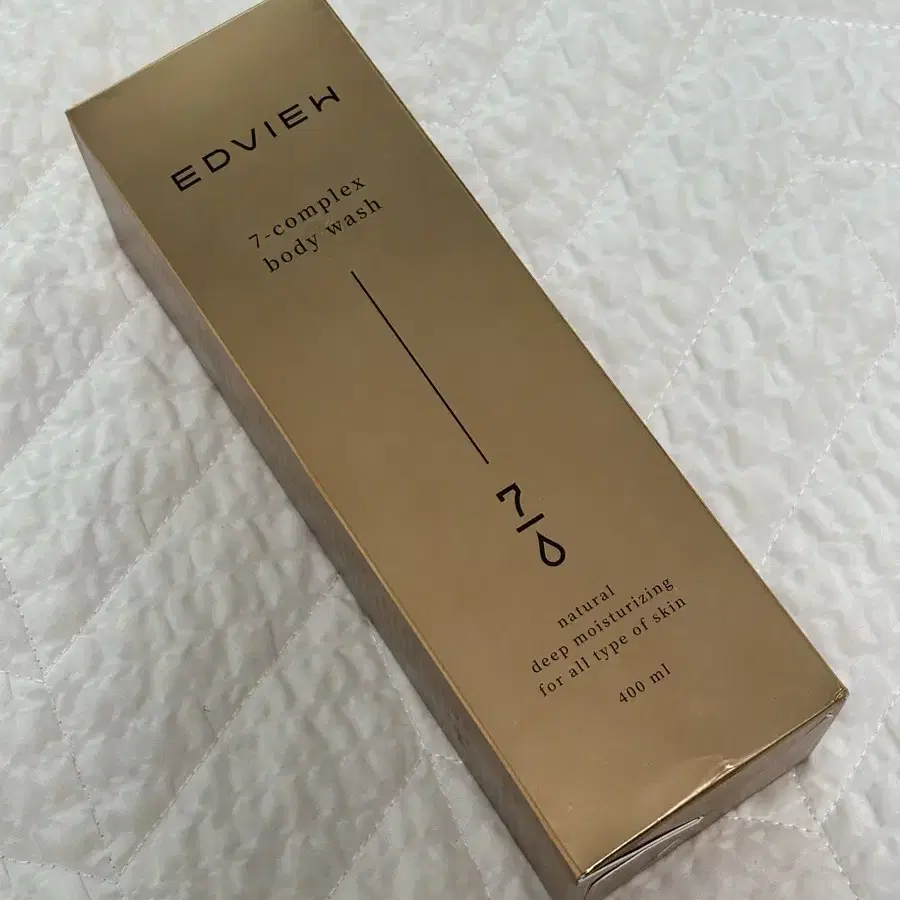 EDVIEW
7-complex
body wash
7
natural
deep moisturizing
for all type of skin
400 ml